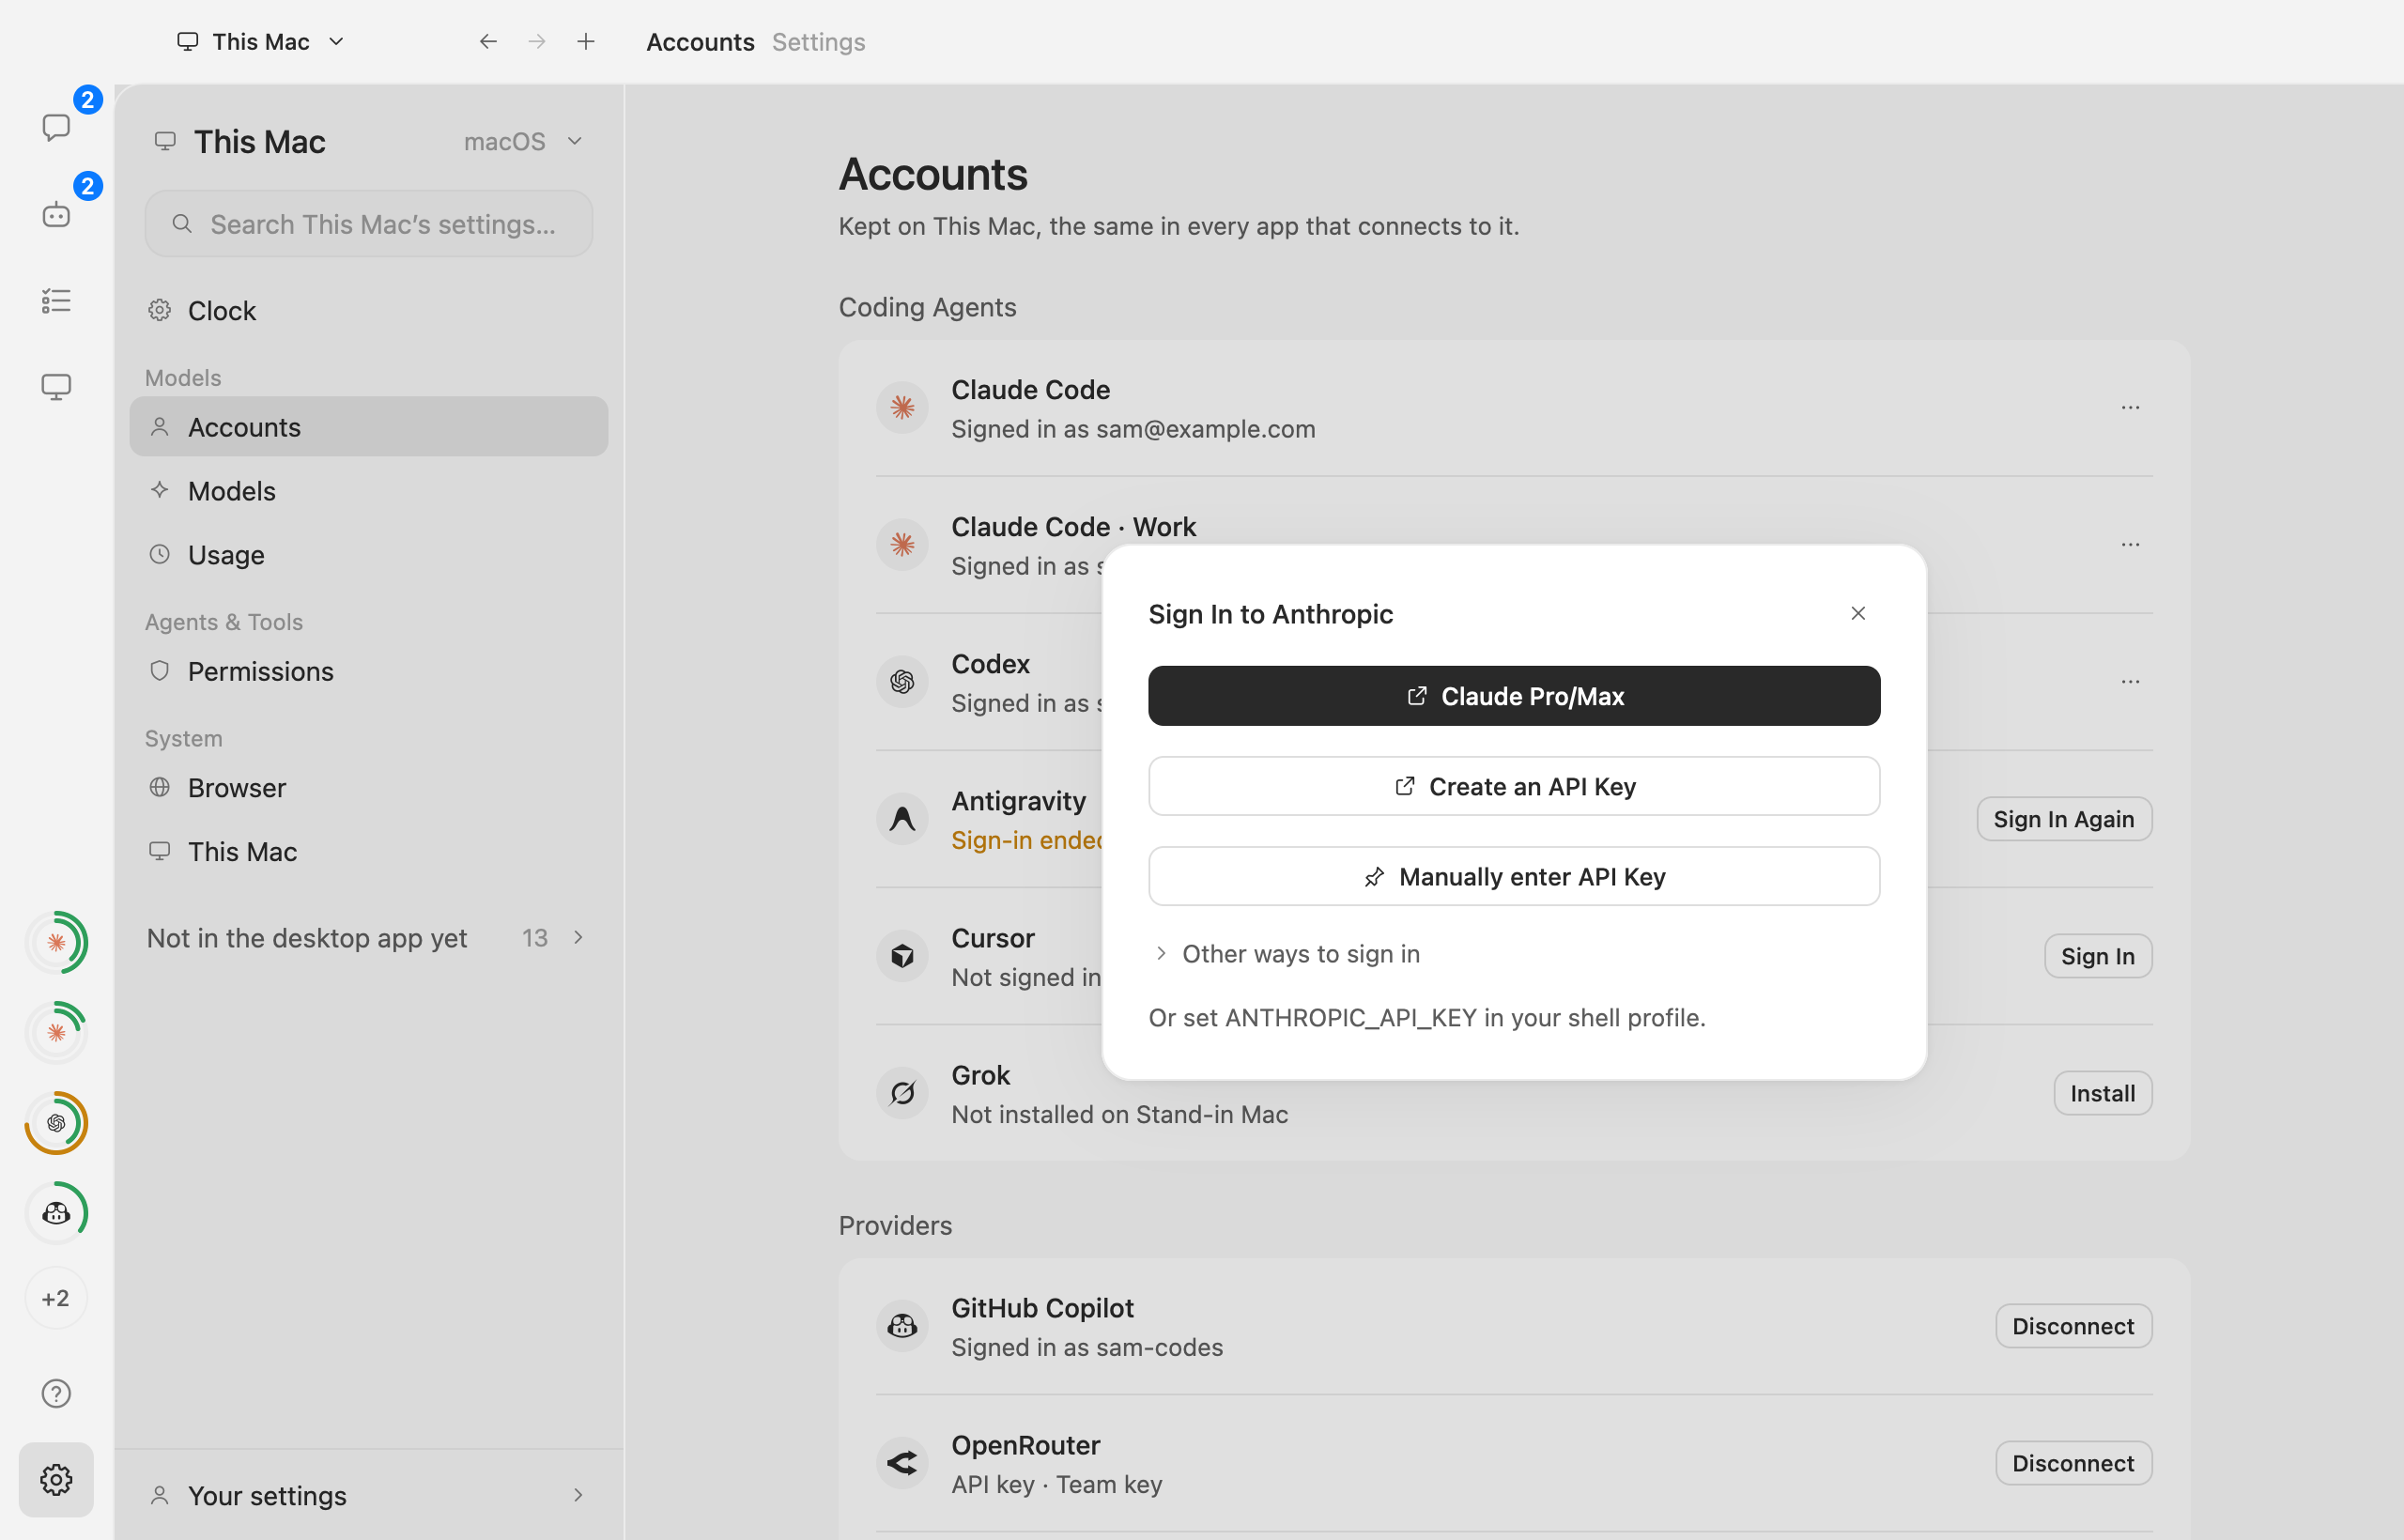 This Mac
Accounts Settings
2
2
This Mac macOS
Search This Mac's settings...
Clock
Models
Accounts
Models
Usage
Agents & Tools
Permissions
System
Browser
This Mac
Not in the desktop app yet 13
+2
Your settings
Accounts
Kept on This Mac, the same in every app that connects to it.
Coding Agents
Claude Code
Signed in as sam@example.com
Claude Code · Work
Signed in as
Codex
Signed in as
Antigravity
Sign-in ended
Sign In Again
Cursor
Not signed in
Sign In
Grok
Not installed on Stand-in Mac
Install
Sign In to Anthropic
Claude Pro/Max
Create an API Key
Manually enter API Key
Other ways to sign in
Or set ANTHROPIC_API_KEY in your shell profile.
Providers
GitHub Copilot
Signed in as sam-codes
Disconnect
OpenRouter
API key · Team key
Disconnect